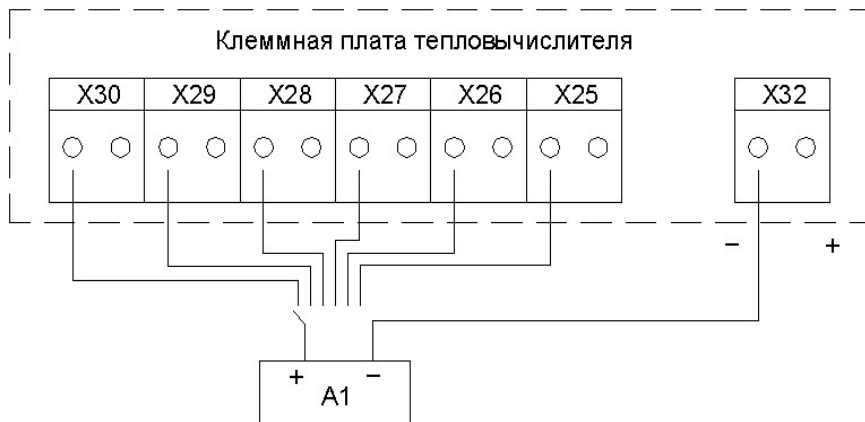 Клеммная плата тепловычислителя
X30 X29 X28 X27 X26 X25 X32
− +
+ −
A1